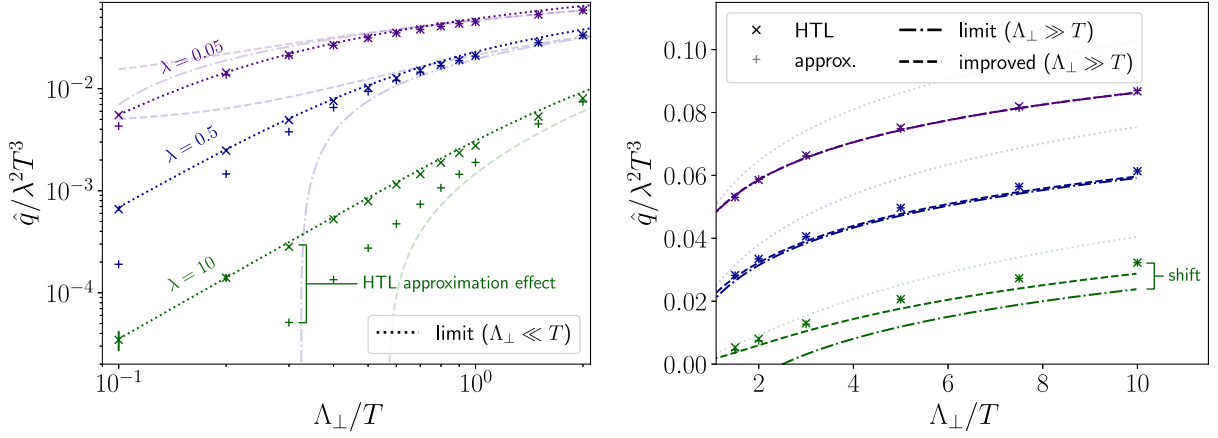 10⁻²
10⁻³
10⁻⁴
q̂/λ²T³
λ = 0.05
λ = 0.5
λ = 10
HTL approximation effect
limit (Λ⊥ ≪ T)
10⁻¹
10⁰
Λ⊥/T
0.10
0.08
0.06
0.04
0.02
0.00
q̂/λ²T³
HTL
approx.
limit (Λ⊥ ≫ T)
improved (Λ⊥ ≫ T)
shift
2
4
6
8
10
Λ⊥/T